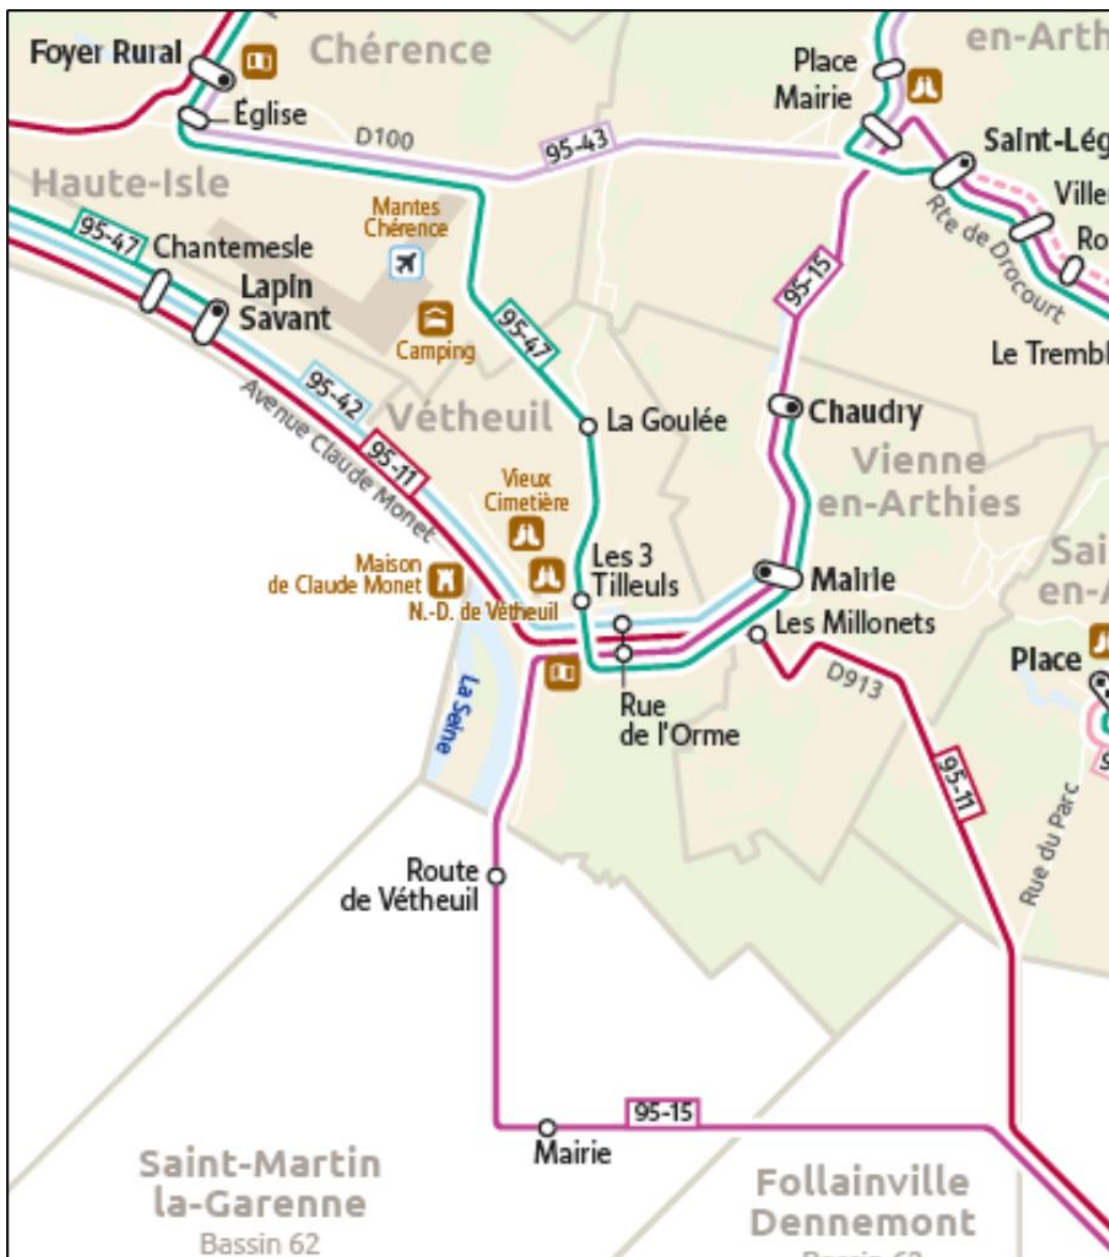 Foyer Rural
Chérence
en-Arth
Place
Mairie
Église
D100
95-43
Saint-Lég
Haute-Isle
Mantes
Chérence
Ville
Rte de Drocourt
Ro
95-47
Chantemesle
Lapin
Savant
95-15
95-47
Camping
Le Trembl
95-42
Avenue Claude Monet
Vétheuil
La Goulée
Chaudry
95-11
Vienne
en-Arthies
Vieux
Cimetière
Maison
de Claude Monet
Les 3
Tilleuls
Mairie
Sai
en-A
N.-D. de Vétheuil
Les Millonets
Place
D913
La Seine
Rue
de l'Orme
95-11
Rue du Parc
Route
de Vétheuil
95-15
Mairie
Saint-Martin
la-Garenne
Bassin 62
Follainville
Dennemont
Bassin 62